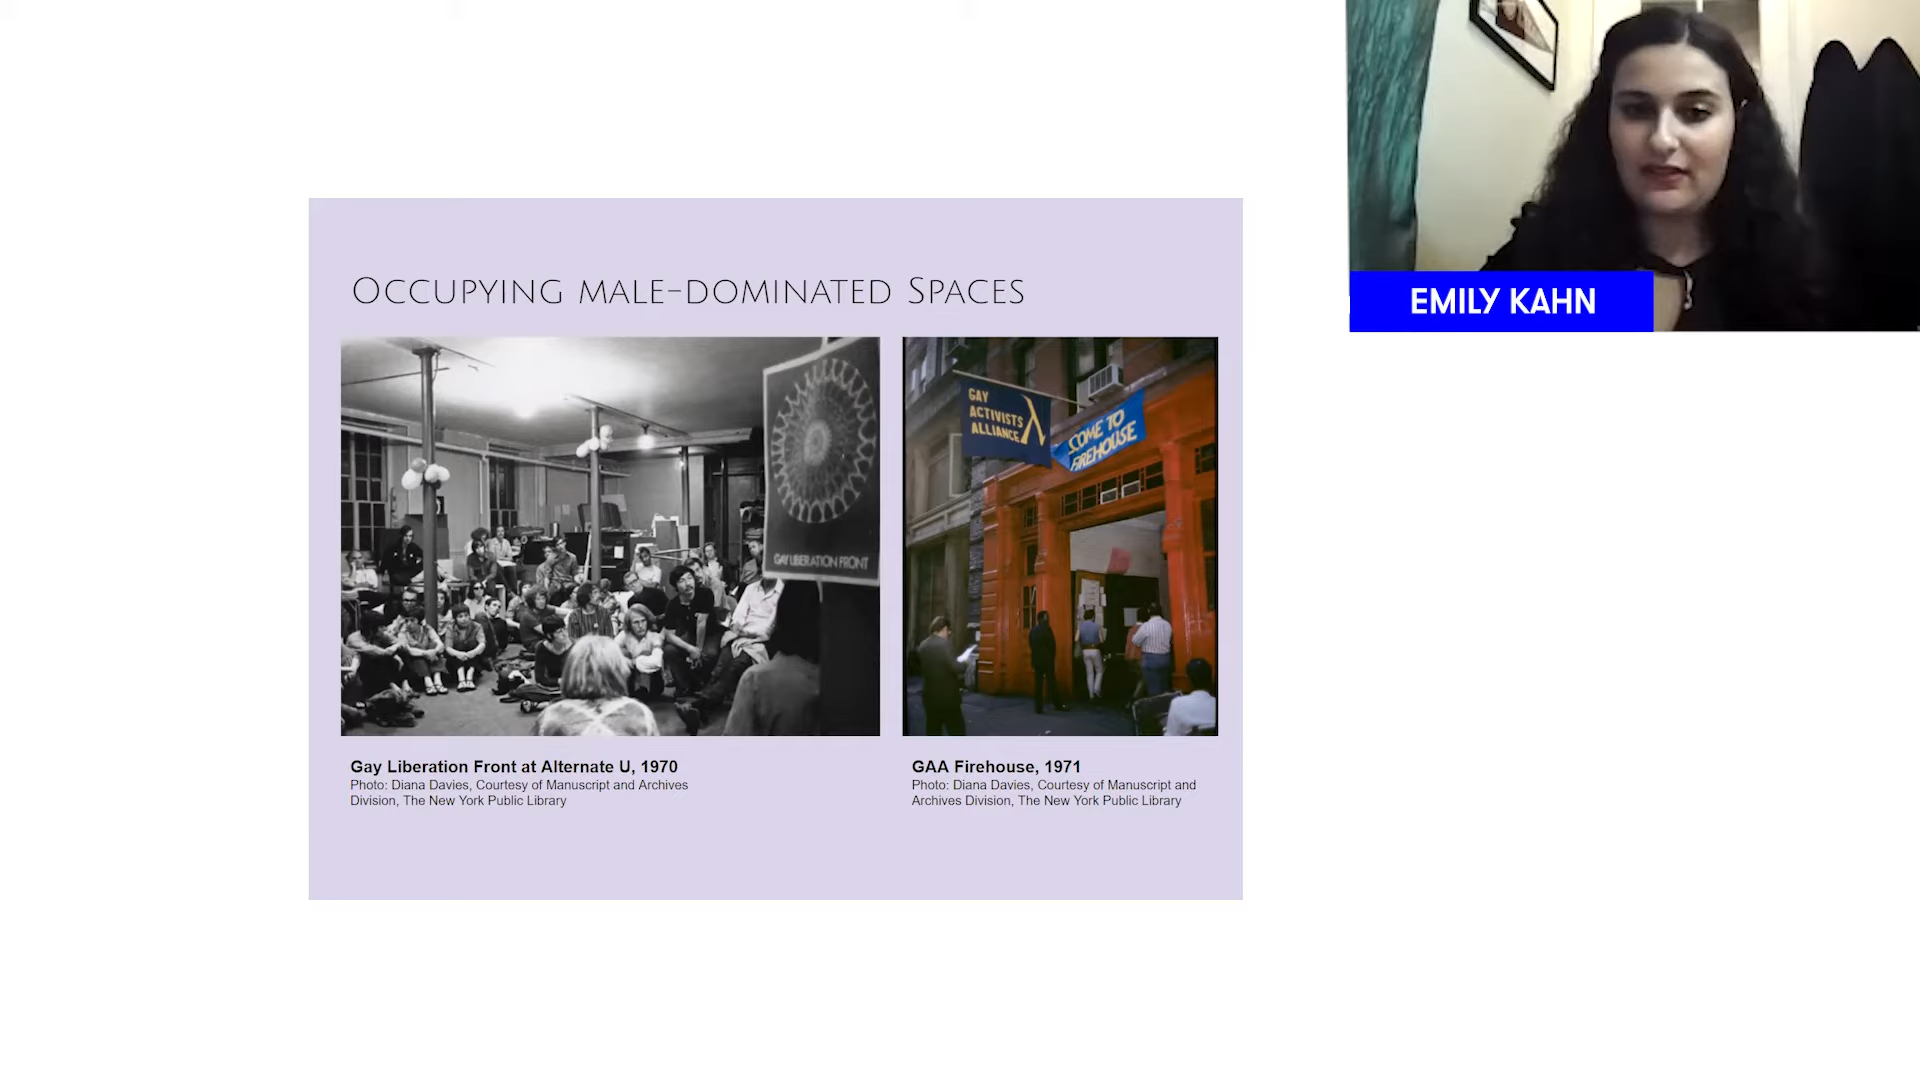 EMILY KAHN
OCCUPYING MALE-DOMINATED SPACES
GAY LIBERATION FRONT
GAY
ACTIVISTS
ALLIANCE λ
COME TO
FIREHOUSE
Gay Liberation Front at Alternate U, 1970
Photo: Diana Davies, Courtesy of Manuscript and Archives
Division, The New York Public Library
GAA Firehouse, 1971
Photo: Diana Davies, Courtesy of Manuscript and
Archives Division, The New York Public Library